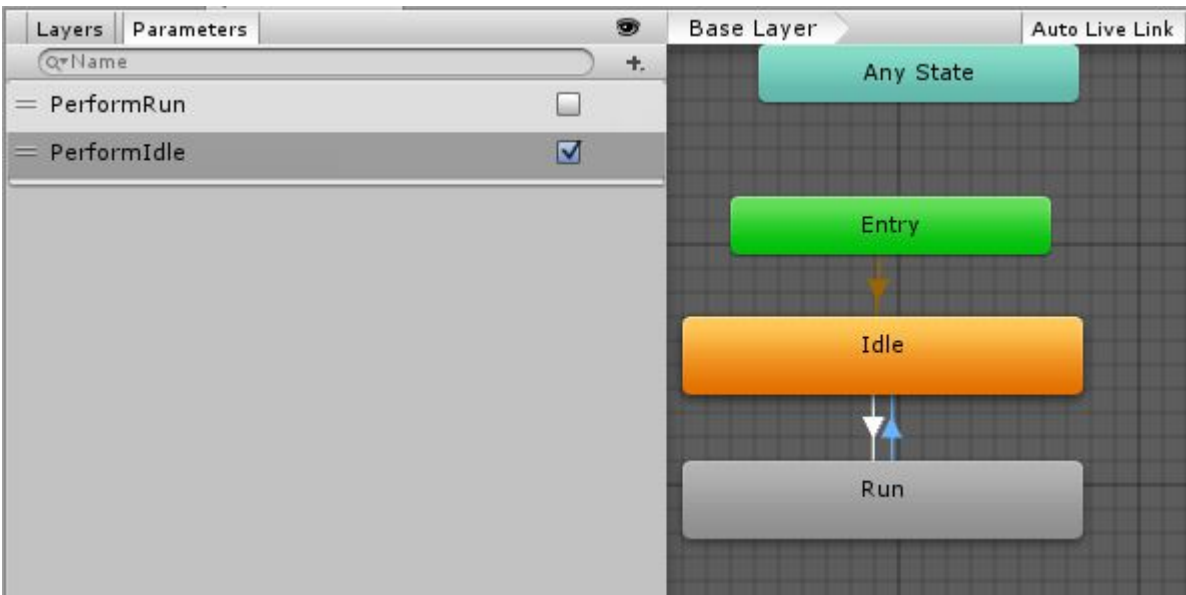 Layers Parameters
Name
PerformRun
PerformIdle
Base Layer Auto Live Link
Any State
Entry
Idle
Run